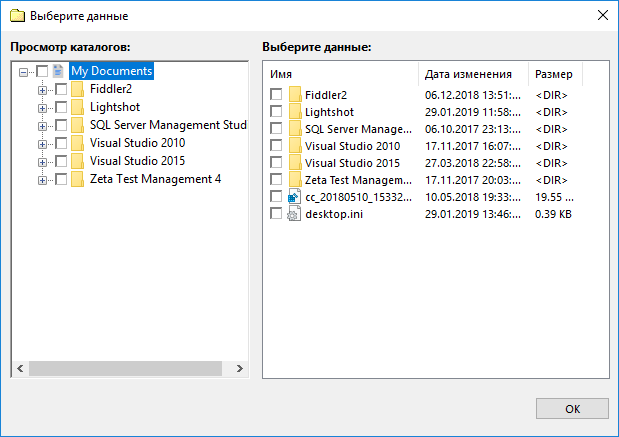 Выберите данные
Просмотр каталогов:
My Documents
Fiddler2
Lightshot
SQL Server Management Stud
Visual Studio 2010
Visual Studio 2015
Zeta Test Management 4
Выберите данные:
Имя Дата изменения Размер
Fiddler2 06.12.2018 13:51:... <DIR>
Lightshot 29.01.2019 11:58:... <DIR>
SQL Server Manage... 06.10.2017 23:13:... <DIR>
Visual Studio 2010 17.11.2017 16:07:... <DIR>
Visual Studio 2015 27.03.2018 22:58:... <DIR>
Zeta Test Managem... 17.11.2017 20:03:... <DIR>
cc_20180510_15332... 10.05.2018 19:33:... 19.55 ...
desktop.ini 29.01.2019 13:46:... 0.39 KB
OK